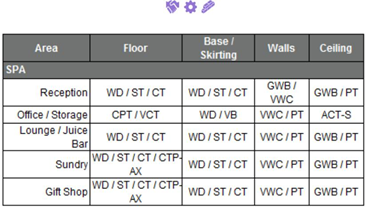 Area Floor Base / Skirting Walls Ceiling
SPA
Reception WD / ST / CT WD / ST / CT GWB / VWC GWB / PT
Office / Storage CPT / VCT WD / VB VWC / PT ACT-S
Lounge / Juice Bar WD / ST / CT WD / ST / CT VWC / PT GWB / PT
Sundry WD / ST / CT / CTP-AX WD / ST / CT VWC / PT GWB / PT
Gift Shop WD / ST / CT / CTP-AX WD / ST / CT VWC / PT GWB / PT